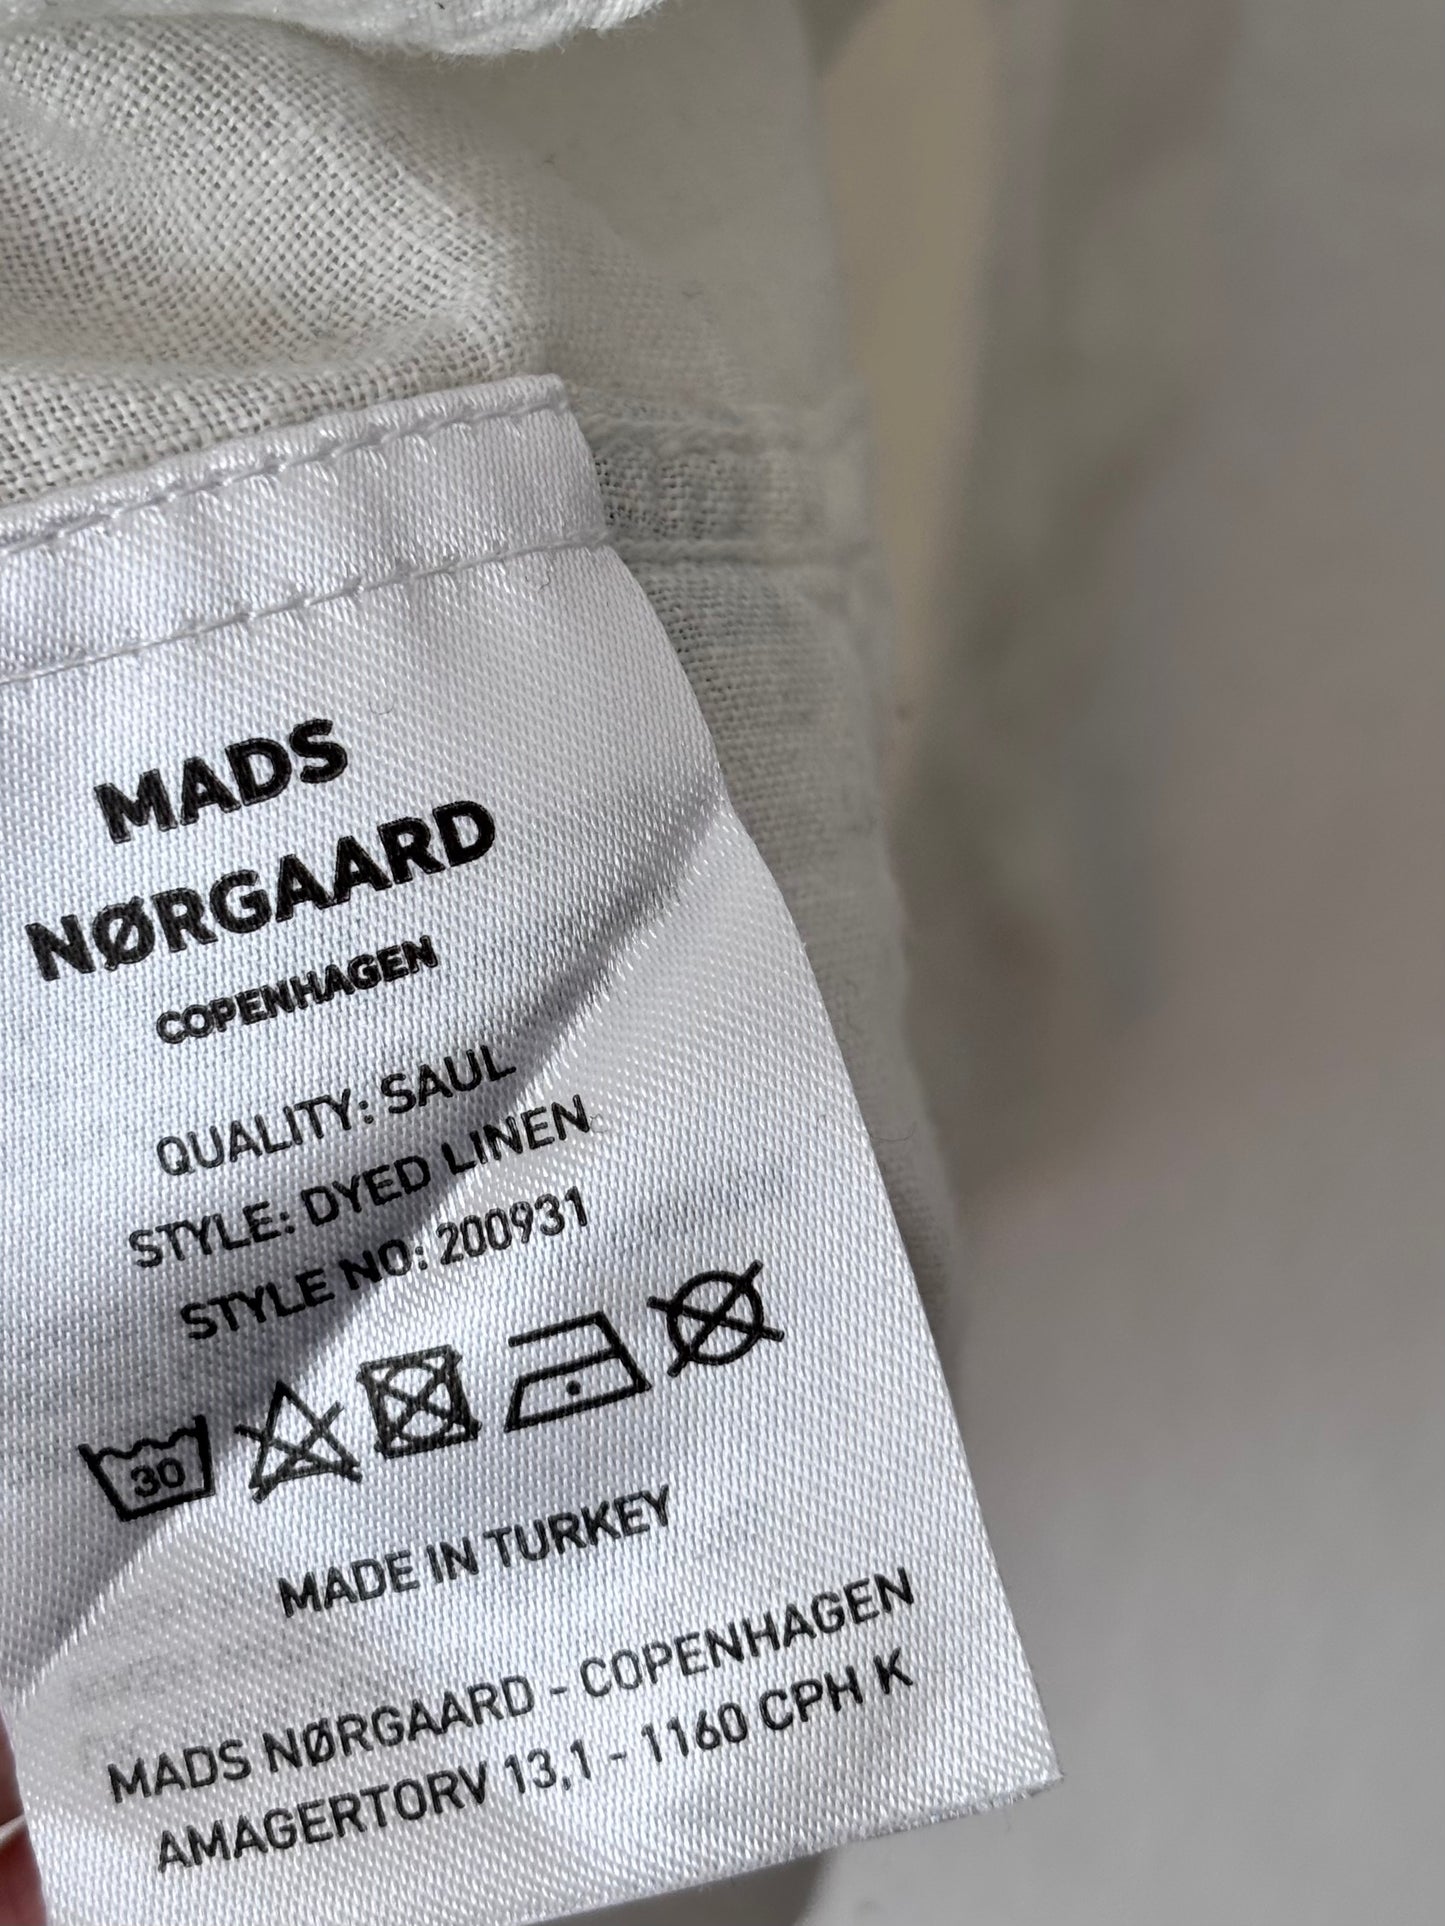 MADS
NØRGAARD
COPENHAGEN
QUALITY: SAUL
STYLE: DYED LINEN
STYLE NO: 200931
30
MADE IN TURKEY
MADS NØRGAARD - COPENHAGEN
AMAGERTORV 13,1 - 1160 CPH K